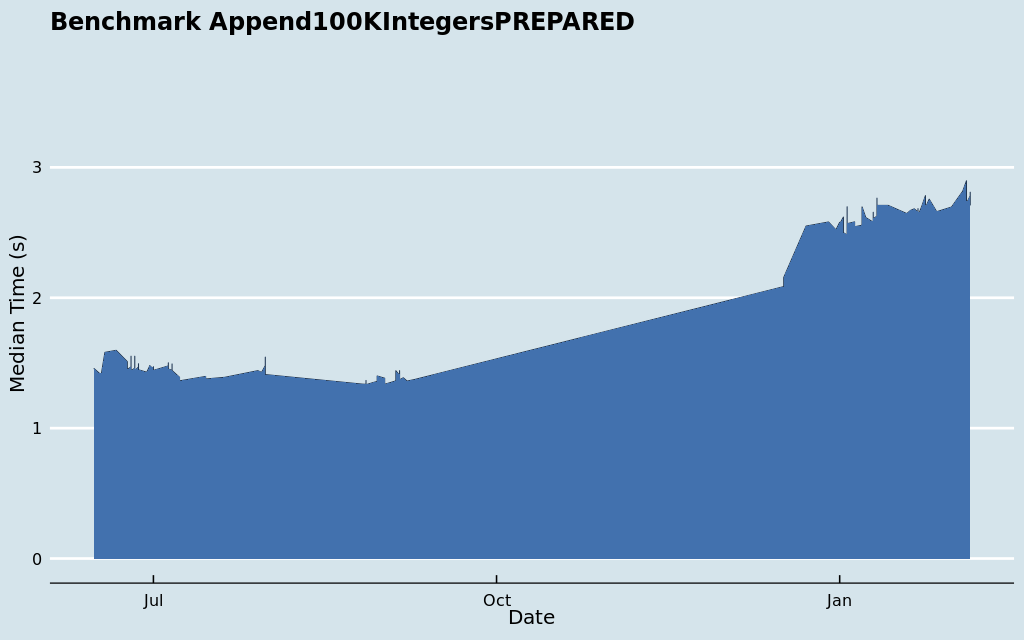 Benchmark Append100KIntegersPREPARED
Median Time (s)
3
2
1
0
Jul
Oct
Jan
Date